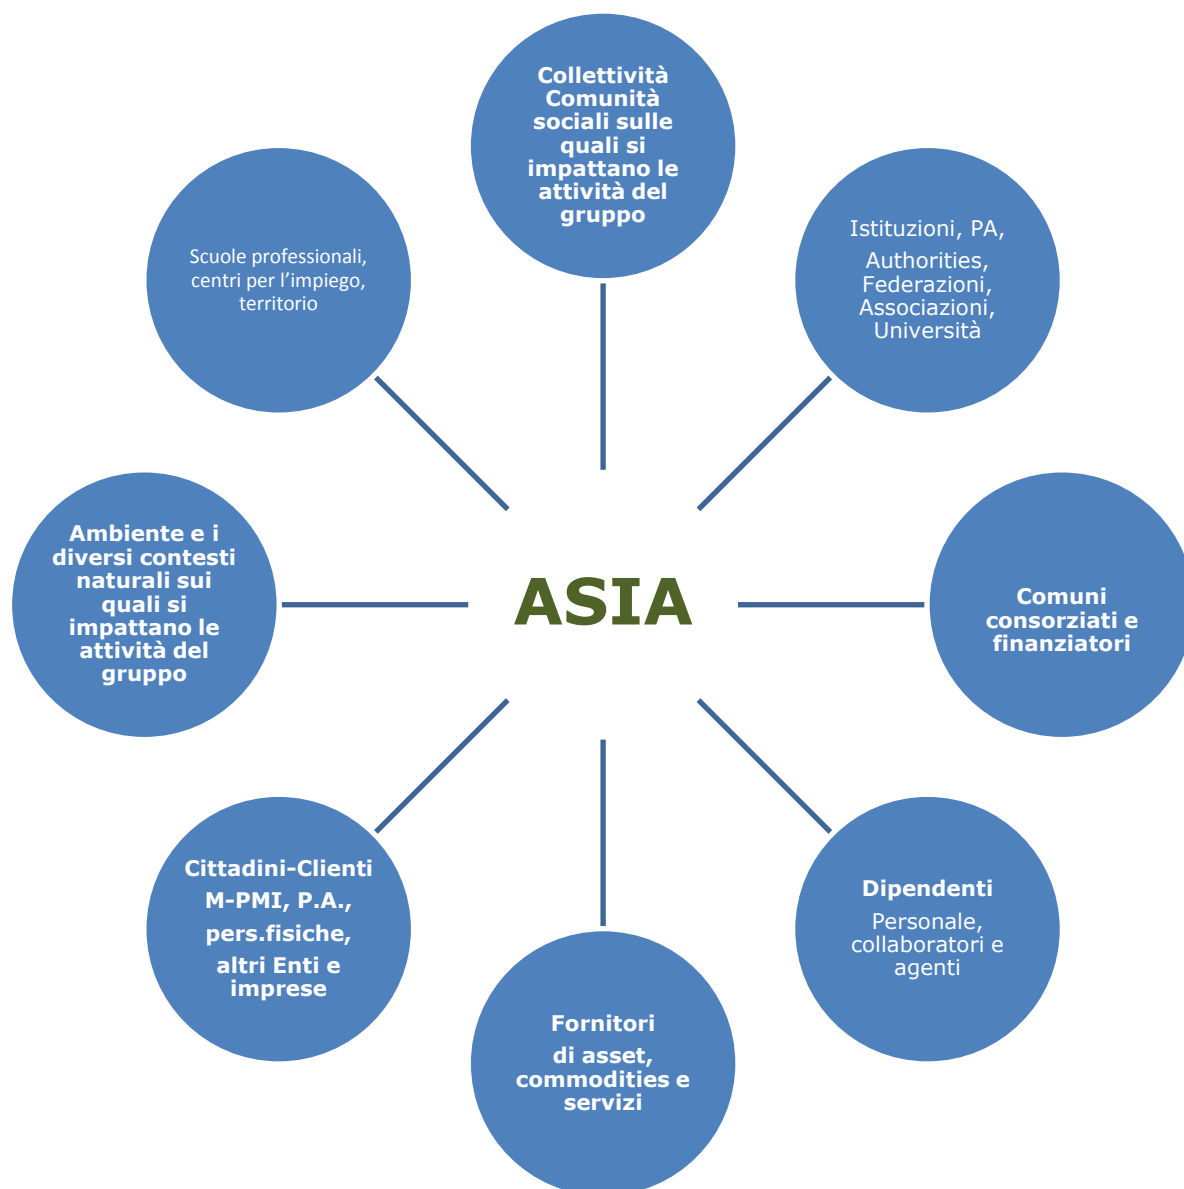 Collettività
Comunità
sociali sulle
quali si
impattano le
attività del
gruppo
Istituzioni, PA,
Authorities,
Federazioni,
Associazioni,
Università
Comuni
consorziati e
finanziatori
Dipendenti
Personale,
collaboratori e
agenti
Fornitori
di asset,
commodities e
servizi
Cittadini-Clienti
M-PMI, P.A.,
pers.fisiche,
altri Enti e
imprese
Ambiente e i
diversi contesti
naturali sui
quali si
impattano le
attività del
gruppo
Scuole professionali,
centri per l’impiego,
territorio
ASIA